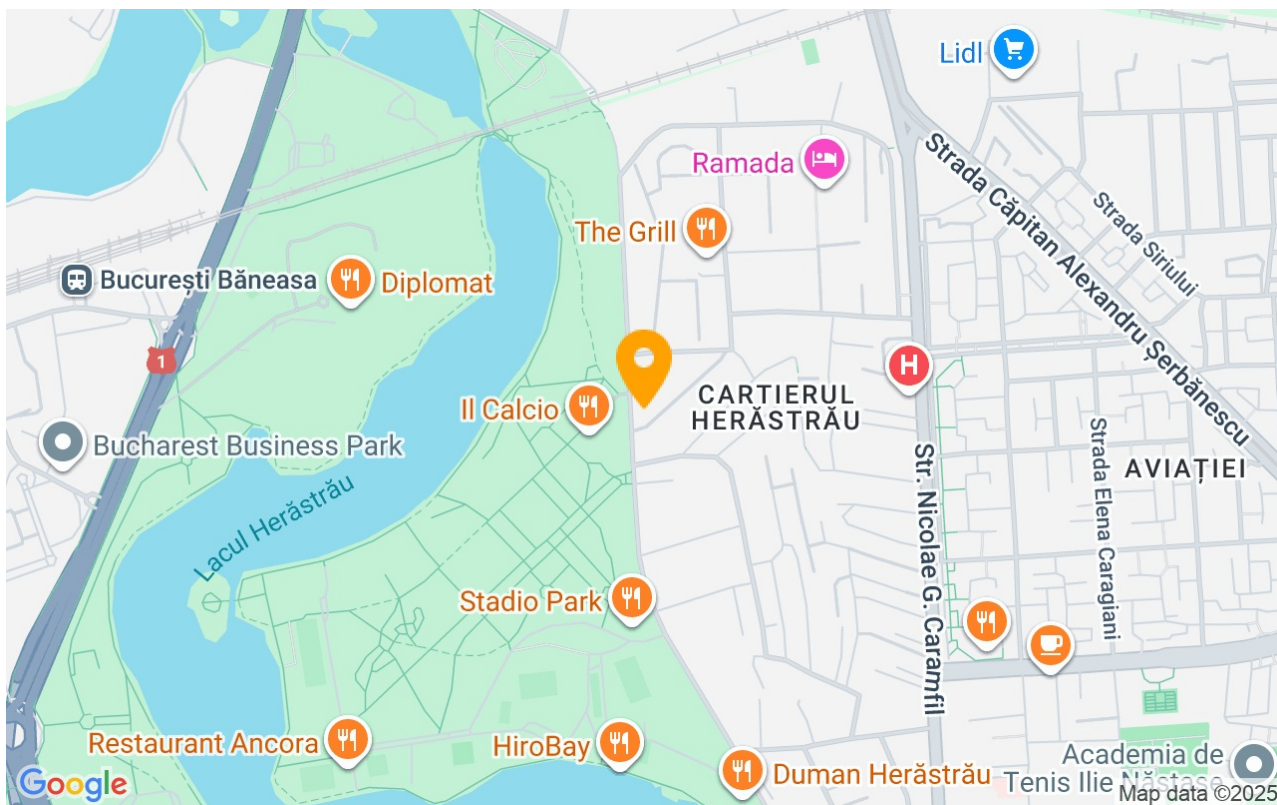 Lidl
Strada Căpitan Alexandru Șerbănescu
Ramada
Strada Siriului
The Grill
București Băneasa
Diplomat
1
H
CARTIERUL
HERĂSTRĂU
Il Calcio
Bucharest Business Park
Str. Nicolae G. Caramfil
Strada Elena Caragiani
AVIAȚIEI
Lacul Herăstrău
Stadio Park
Restaurant Ancora
HiroBay
Duman Herăstrău
Academia de
Tenis Ilie Năstase
Google
Map data ©2025